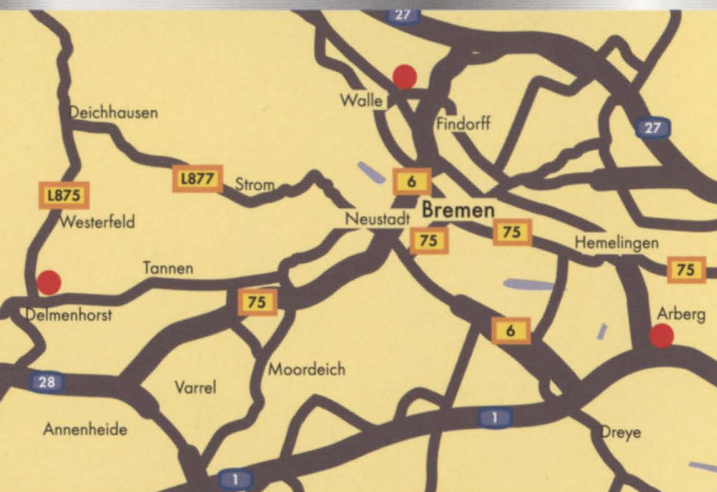 27
Walle
Deichhausen
Findorff
27
L877
6
L875
Strom
Neustadt
Bremen
Westerfeld
75
75
Hemelingen
Tannen
75
Delmenhorst
75
Arberg
6
Moordeich
28
Varrel
1
Annenheide
Dreye
1